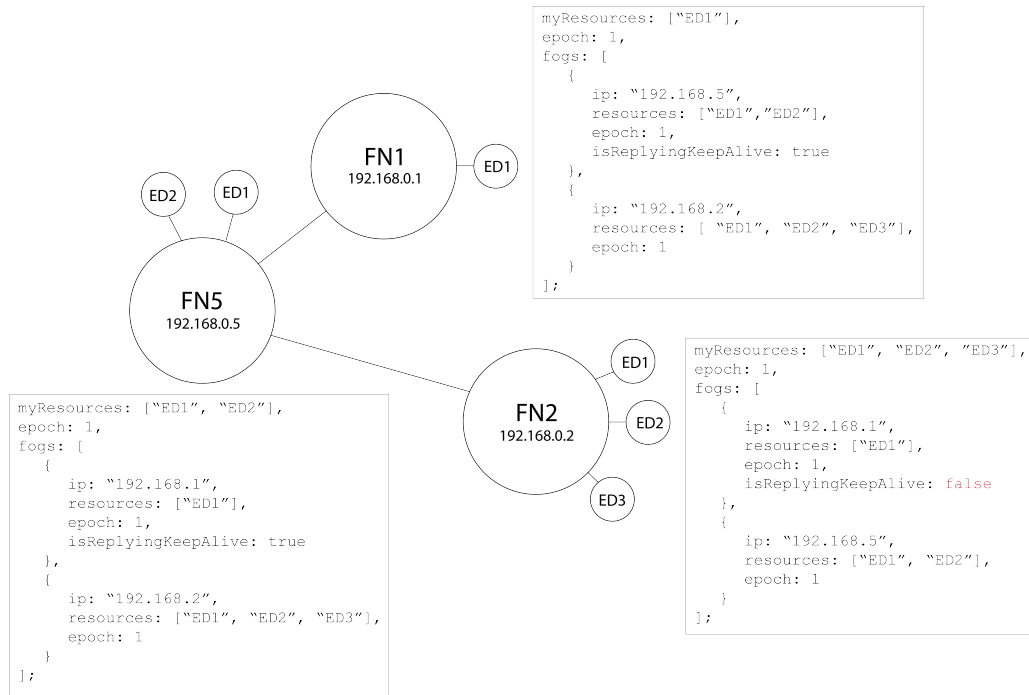 myResources: [“ED1”],
epoch: 1,
fogs: [
{
ip: “192.168.5”,
resources: [“ED1”,”ED2”],
epoch: 1,
isReplyingKeepAlive: true
},
{
ip: “192.168.2”,
resources: [ “ED1”, “ED2”, “ED3”],
epoch: 1
}
];
FN1
192.168.0.1
ED1
ED2
ED1
FN5
192.168.0.5
FN2
192.168.0.2
ED1
ED2
ED3
myResources: [“ED1”, “ED2”, ”ED3”],
epoch: 1,
fogs: [
{
ip: “192.168.1”,
resources: [“ED1”],
epoch: 1,
isReplyingKeepAlive: false
},
{
ip: “192.168.5”,
resources: [“ED1”, “ED2”],
epoch: 1
}
];
myResources: [“ED1”, “ED2”],
epoch: 1,
fogs: [
{
ip: “192.168.1”,
resources: [“ED1”],
epoch: 1,
isReplyingKeepAlive: true
},
{
ip: “192.168.2”,
resources: [“ED1”, “ED2”, “ED3”],
epoch: 1
}
];